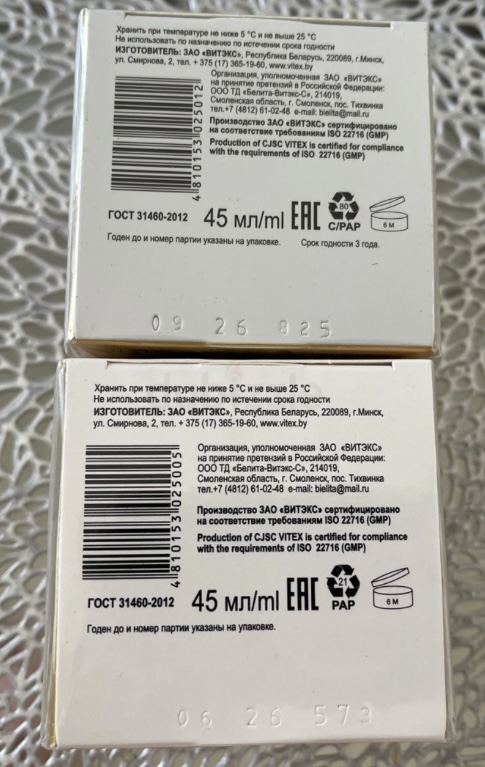 Хранить при температуре не ниже 5 °С и не выше 25 °С
Не использовать по назначению по истечении срока годности
ИЗГОТОВИТЕЛЬ: ЗАО «ВИТЭКС», Республика Беларусь, 220089, г.Минск,
ул. Смирнова, 2, тел. + 375 (17) 365-19-60, www.vitex.by
Организация, уполномоченная ЗАО «ВИТЭКС»
на принятие претензий в Российской Федерации:
ООО ТД «Белита-Витэкс-С», 214019,
Смоленская область, г. Смоленск, пос. Тихвинка
тел.+7 (4812) 61-02-48 e-mail: bielita@mail.ru
Производство ЗАО «ВИТЭКС» сертифицировано
на соответствие требованиям ISO 22716 (GMP)
Production of CJSC VITEX is certified for compliance
with the requirements of ISO 22716 (GMP)
4 810153 025012
ГОСТ 31460-2012 45 мл/ml EAC 80 C/PAP 6 M
Годен до и номер партии указаны на упаковке. Срок годности 3 года.
09 26 825
Хранить при температуре не ниже 5 °С и не выше 25 °С
Не использовать по назначению по истечении срока годности
ИЗГОТОВИТЕЛЬ: ЗАО «ВИТЭКС», Республика Беларусь, 220089, г.Минск,
ул. Смирнова, 2, тел. + 375 (17) 365-19-60, www.vitex.by
Организация, уполномоченная ЗАО «ВИТЭКС»
на принятие претензий в Российской Федерации:
ООО ТД «Белита-Витэкс-С», 214019,
Смоленская область, г. Смоленск, пос. Тихвинка
тел.+7 (4812) 61-02-48 e-mail: bielita@mail.ru
Производство ЗАО «ВИТЭКС» сертифицировано
на соответствие требованиям ISO 22716 (GMP)
Production of CJSC VITEX is certified for compliance
with the requirements of ISO 22716 (GMP)
4 810153 025005
ГОСТ 31460-2012 45 мл/ml EAC 21 PAP 6 M
Годен до и номер партии указаны на упаковке.
06 26 573